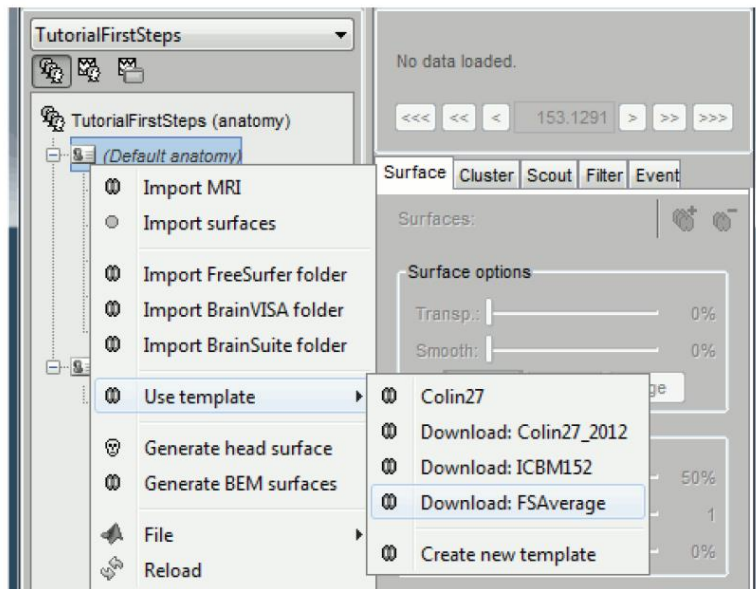 TutorialFirstSteps
TutorialFirstSteps (anatomy)
(Default anatomy)
Import MRI
Import surfaces
Import FreeSurfer folder
Import BrainVISA folder
Import BrainSuite folder
Use template
Generate head surface
Generate BEM surfaces
File
Reload
Colin27
Download: Colin27_2012
Download: ICBM152
Download: FSAverage
Create new template
No data loaded.
<<< << < 153.1291 > >> >>>
Surface Cluster Scout Filter Event
Surfaces:
Surface options
Transp.: 0%
Smooth: 0%
50%
1
0%